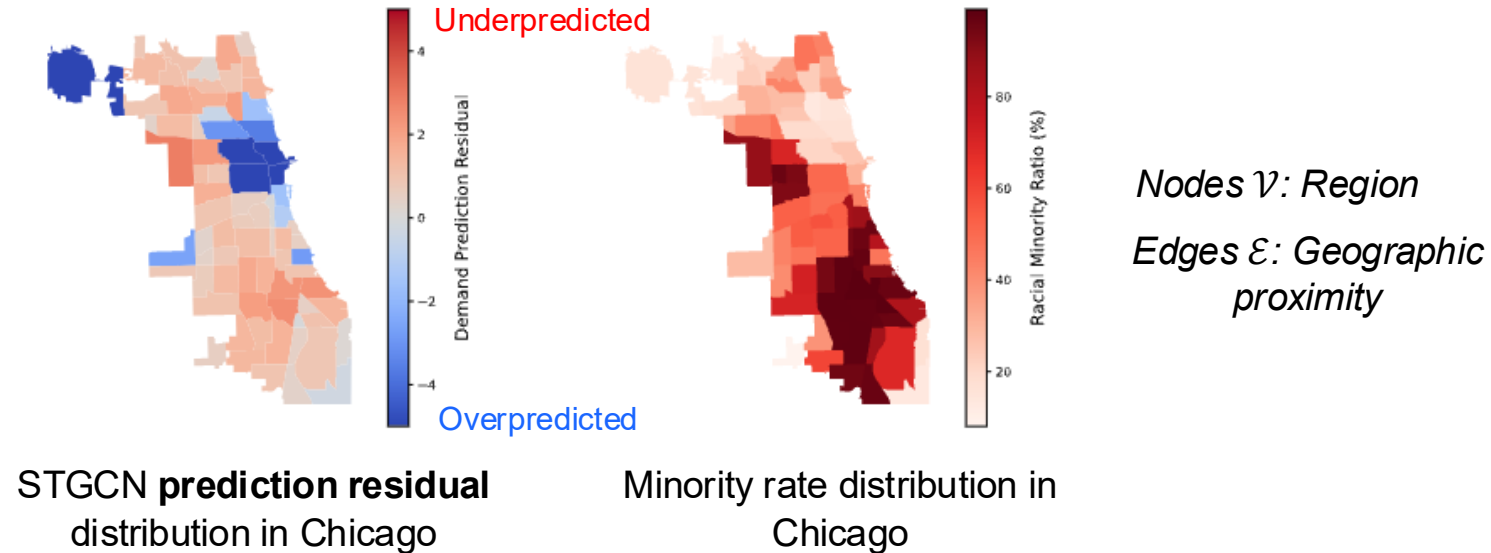 Underpredicted
4
2
0
−2
−4
Demand Prediction Residual
Overpredicted
80
60
40
20
Racial Minority Ratio (%)
Nodes 𝒱: Region
Edges ℰ: Geographic
proximity
STGCN prediction residual
distribution in Chicago
Minority rate distribution in
Chicago